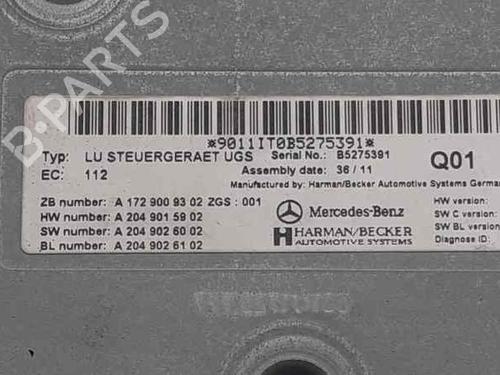 *9011IT0B5275391*
Typ: LU STEUERGERAET UGS Serial No.: B5275391 Q01
EC: 112 Assembly date: 36/11
Manufactured by: Harman/Becker Automotive Systems German
ZB number: A 172 900 93 02 ZGS: 001 HW version:
HW number: A 204 901 59 02 Mercedes-Benz SW C version:
SW number: A 204 902 60 02 HARMAN/BECKER SW BL version:
BL number: A 204 902 61 02 AUTOMOTIVE SYSTEMS Diagnose ID:
B-PARTS